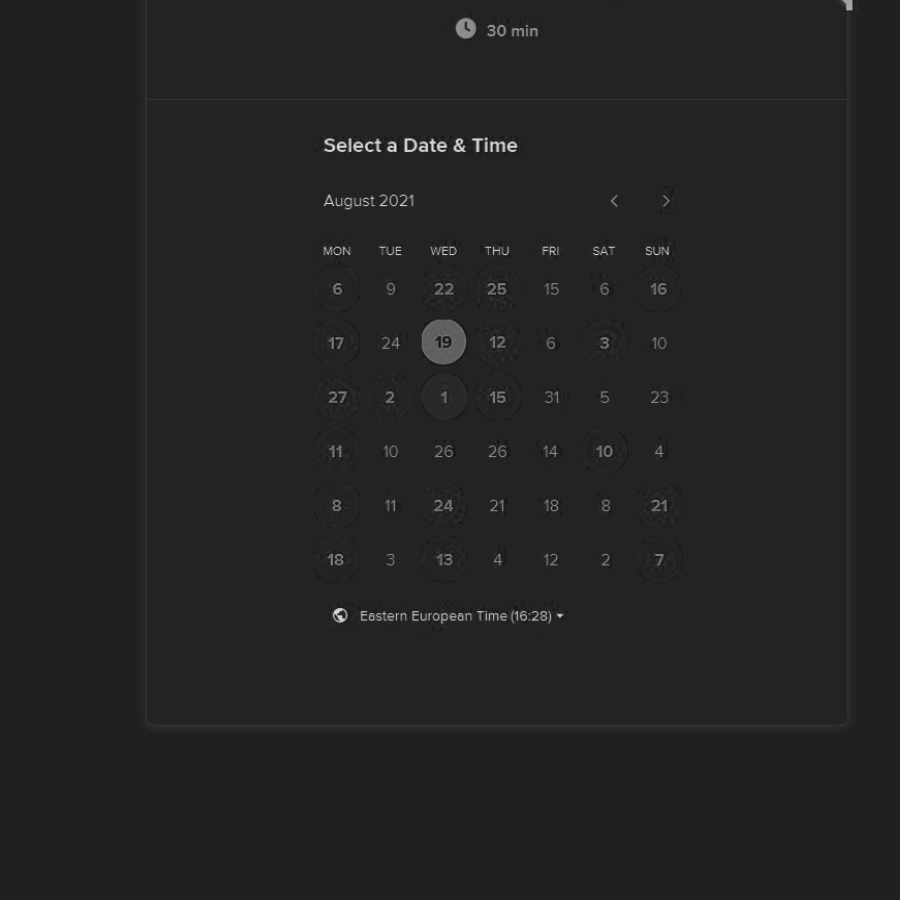 30 min
Select a Date & Time
August 2021
MON TUE WED THU FRI SAT SUN
6 9 22 25 15 6 16
17 24 19 12 6 3 10
27 2 1 15 31 5 23
11 10 26 26 14 10 4
8 11 24 21 18 8 21
18 3 13 4 12 2 7
Eastern European Time (16:28)